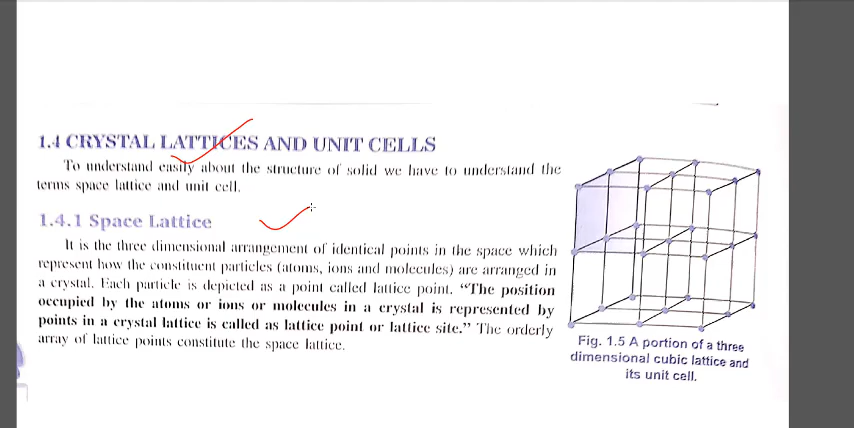 1.4 CRYSTAL LATTICES AND UNIT CELLS
To understand easily about the structure of solid we have to understand the
terms space lattice and unit cell.
1.4.1 Space Lattice
It is the three dimensional arrangement of identical points in the space which
represent how the constituent particles (atoms, ions and molecules) are arranged in
a crystal. Each particle is depicted as a point called lattice point. “The position
occupied by the atoms or ions or molecules in a crystal is represented by
points in a crystal lattice is called as lattice point or lattice site.” The orderly
array of lattice points constitute the space lattice.
Fig. 1.5 A portion of a three
dimensional cubic lattice and
its unit cell.